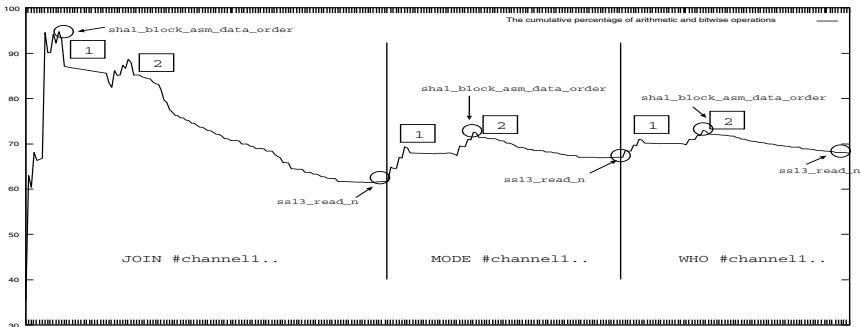 100
The cumulative percentage of arithmetic and bitwise operations
sha1_block_asm_data_order
1
90
2
sha1_block_asm_data_order
sha1_block_asm_data_order
80
1
2
1
2
70
ssl3_read_n
ssl3_read_n
60
ssl3_read_n
50
JOIN #channel1..
MODE #channel1..
WHO #channel1..
40
30